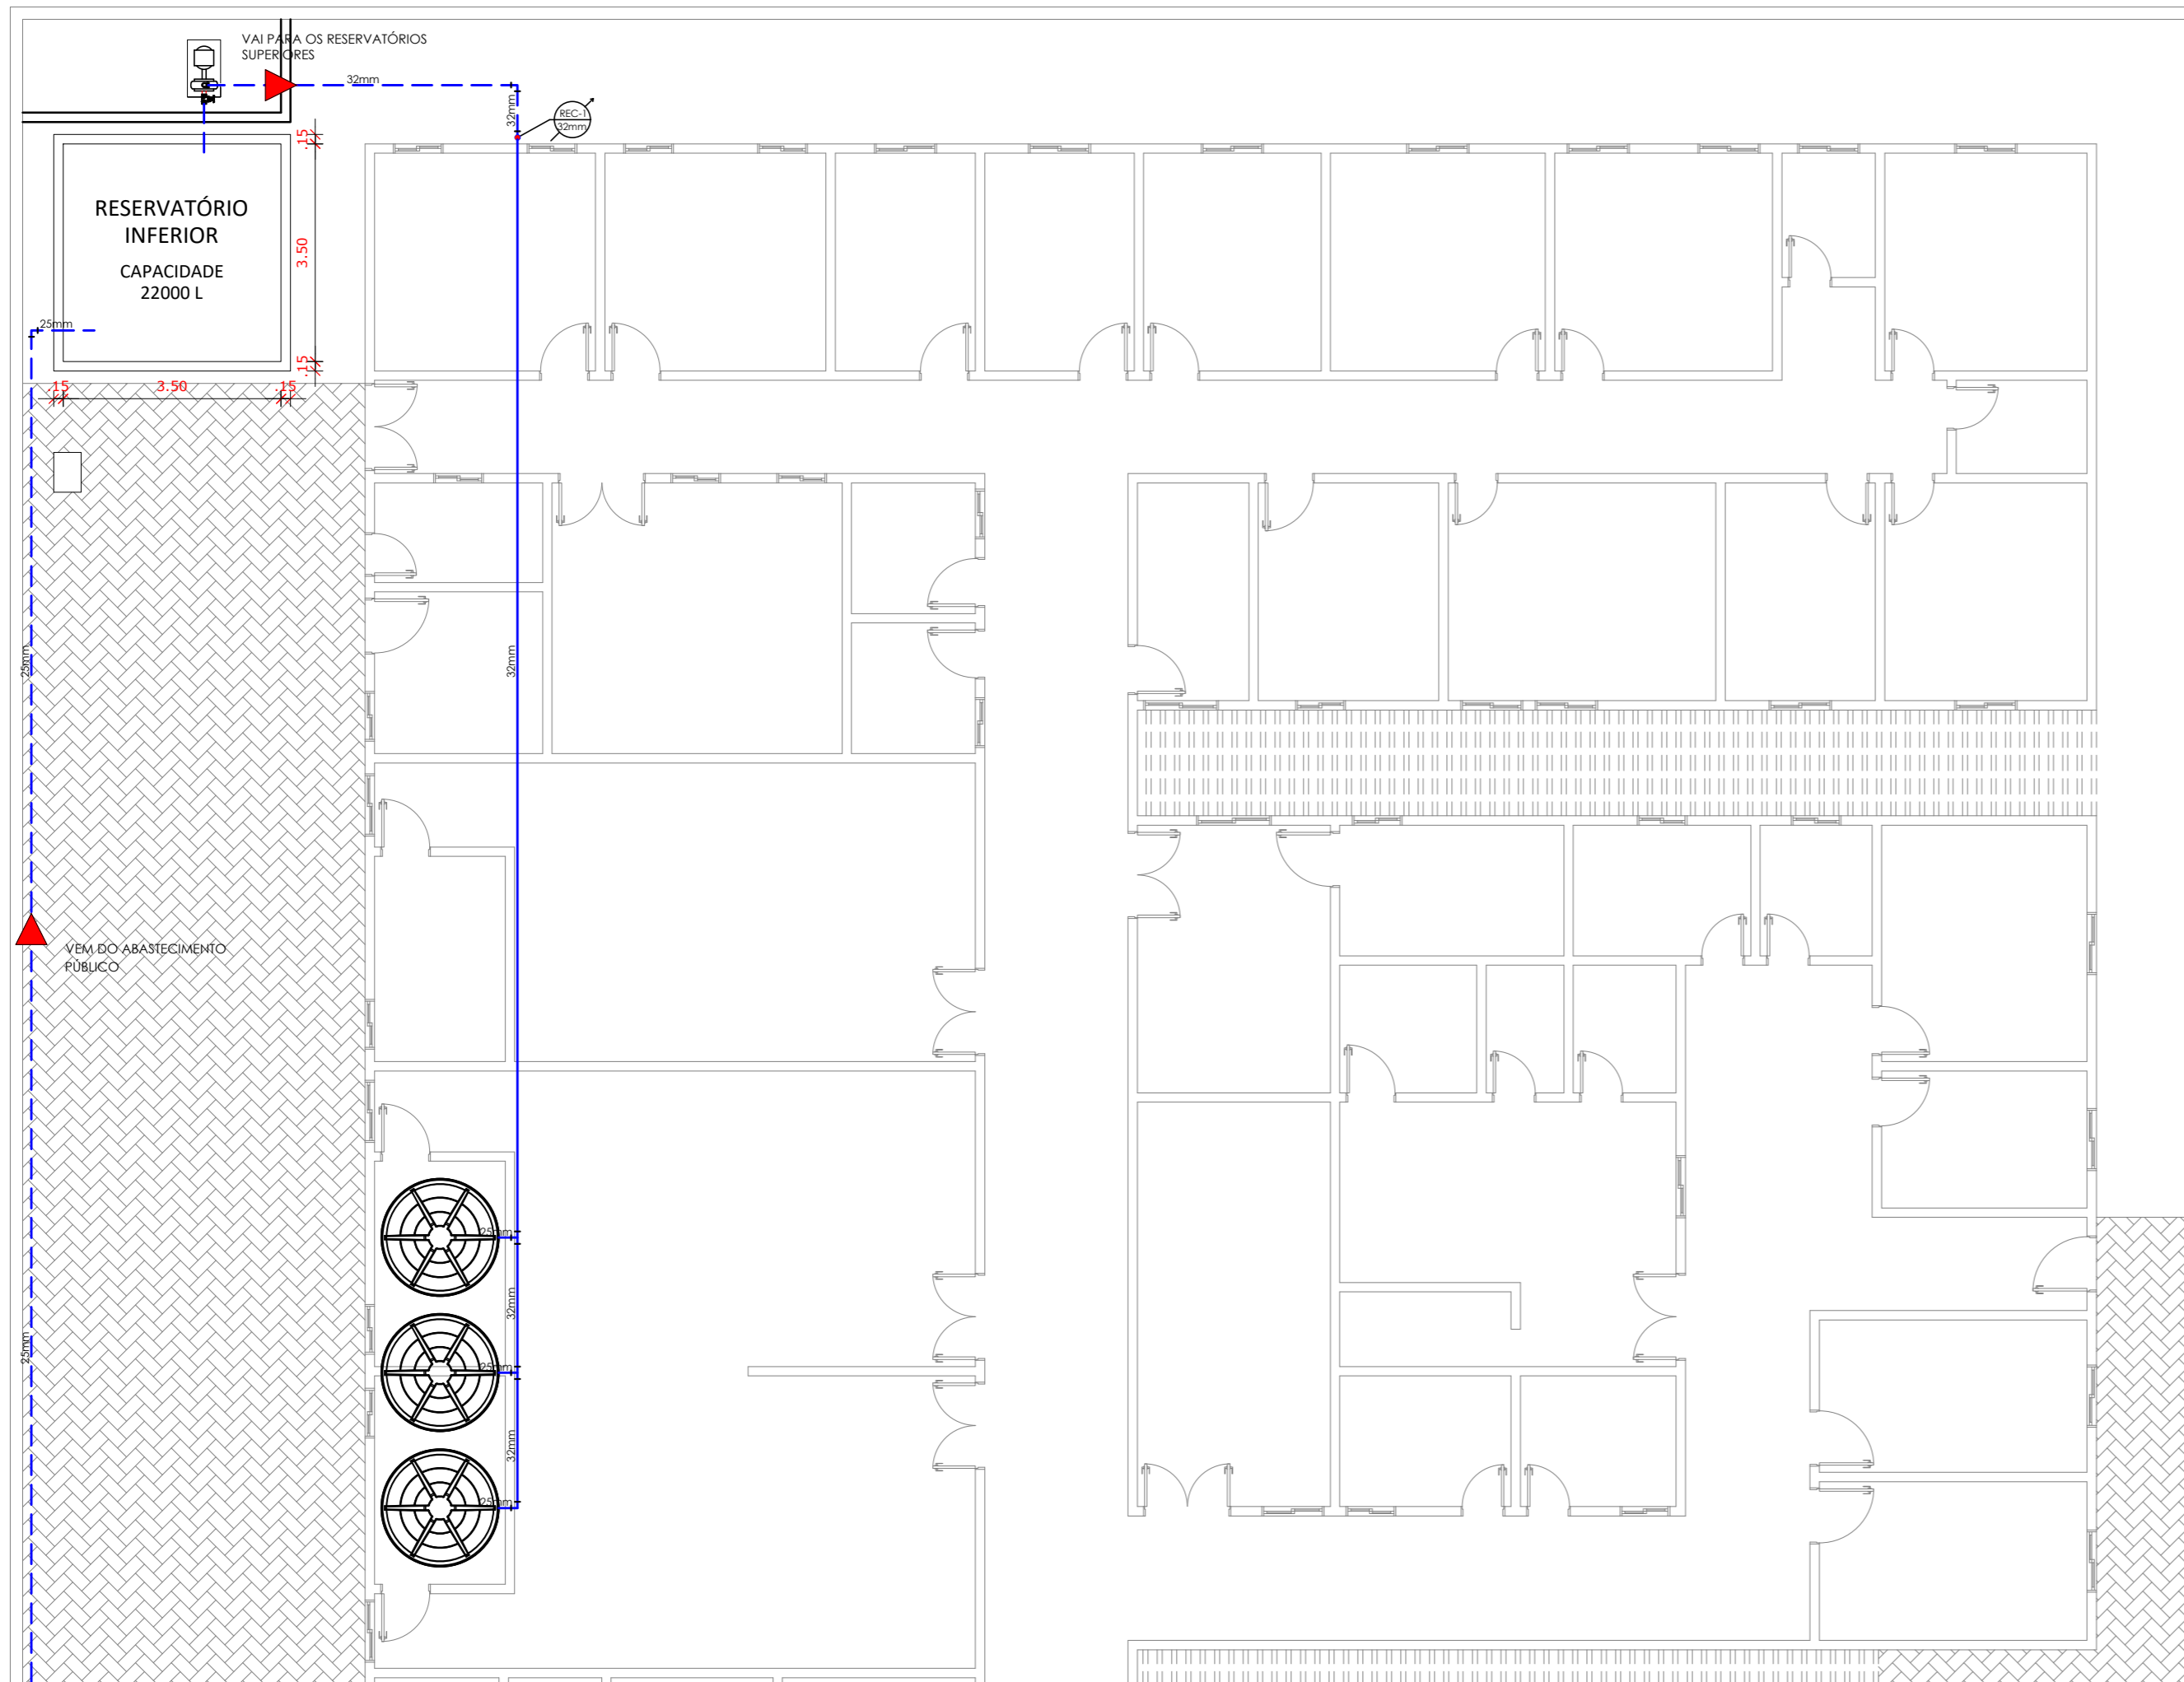 VAI PARA OS RESERVATÓRIOS
SUPERIORES
32mm
32mm
REC-1
32mm
.15
RESERVATÓRIO
INFERIOR
CAPACIDADE
22000 L
3.50
25mm
.15
.15
3.50
.15
25mm
32mm
VEM DO ABASTECIMENTO
PÚBLICO
25mm
32mm
25mm
25mm
32mm
25mm